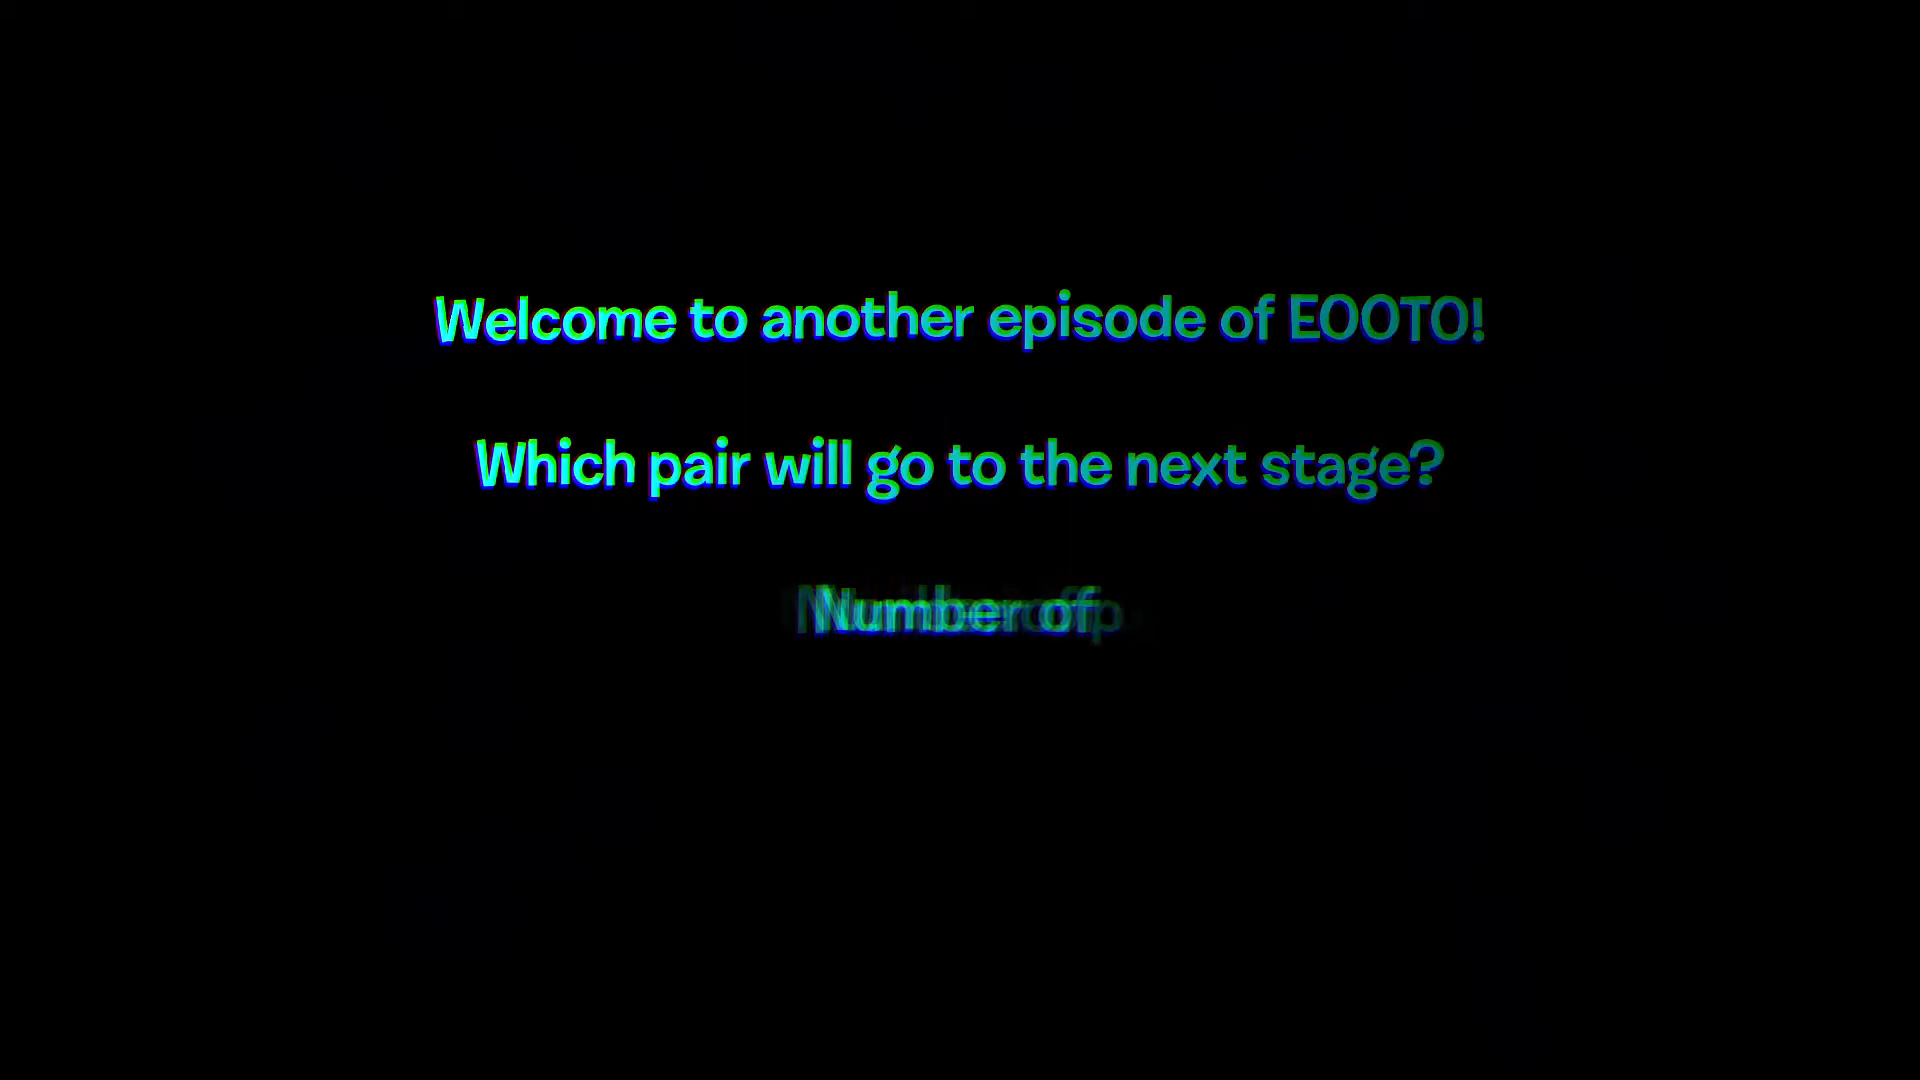 Welcome to another episode of EOOTO!
Which pair will go to the next stage?
Number of